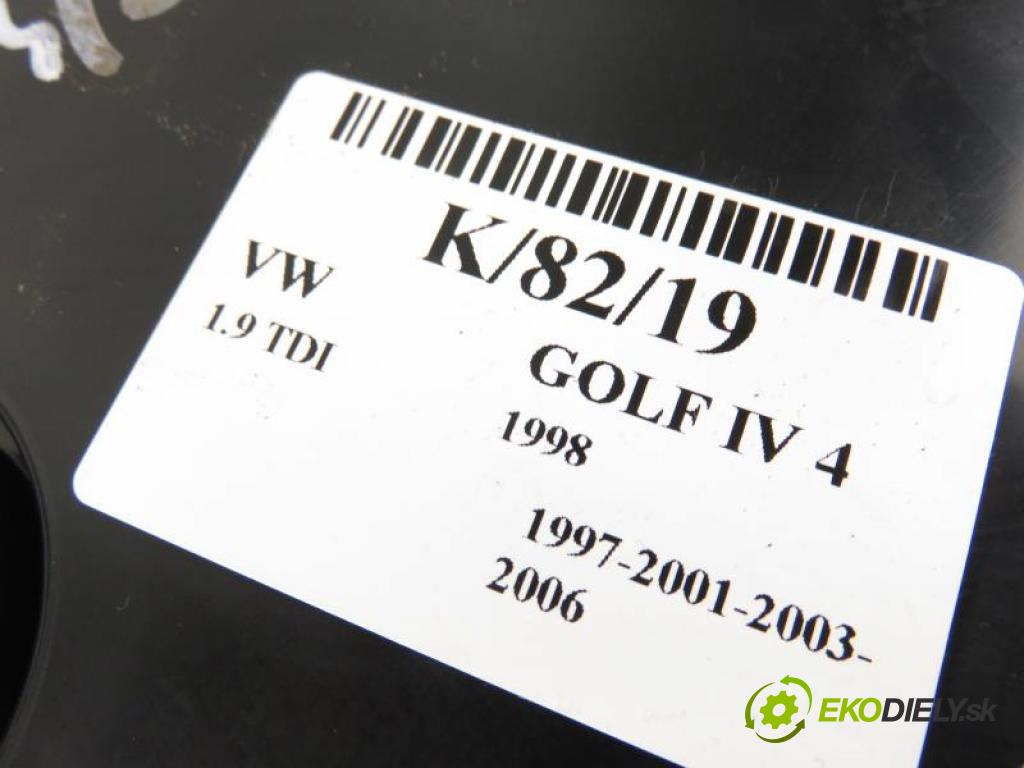 K/82/19
VW
GOLF IV 4
1.9 TDI
1998
1997-2001-2003-
2006
EKODIELY.sk